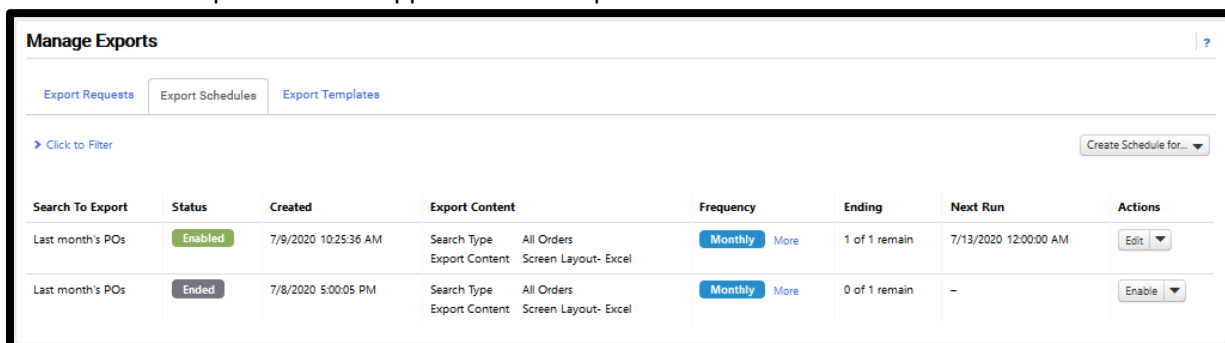 Manage Exports ?
Export Requests Export Schedules Export Templates
Click to Filter Create Schedule for...
Search To Export Status Created Export Content Frequency Ending Next Run Actions
Last month's POs Enabled 7/9/2020 10:25:36 AM Search Type All Orders Monthly More 1 of 1 remain 7/13/2020 12:00:00 AM Edit
Export Content Screen Layout- Excel
Last month's POs Ended 7/8/2020 5:00:05 PM Search Type All Orders Monthly More 0 of 1 remain – Enable
Export Content Screen Layout- Excel